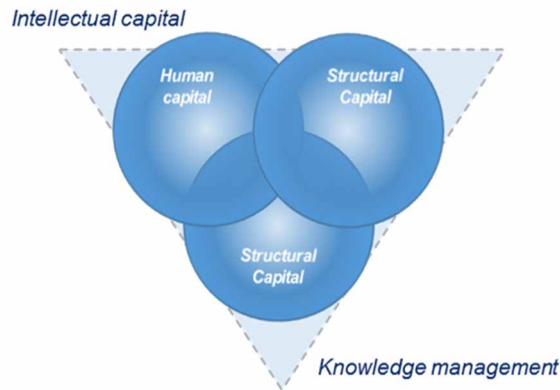 Intellectual capital
Human
capital
Structural
Capital
Structural
Capital
Knowledge management